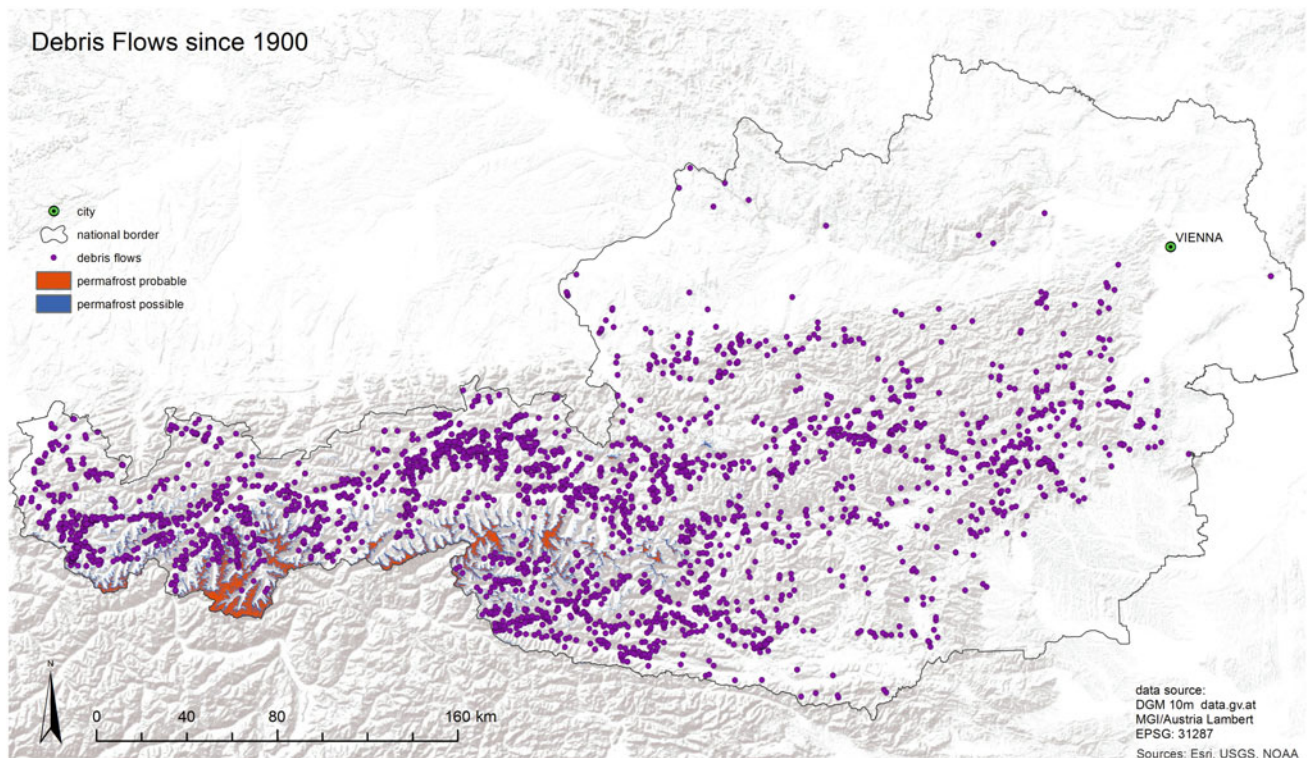 Debris Flows since 1900
city
national border
debris flows
permafrost probable
permafrost possible
VIENNA
N
0 40 80 160 km
data source:
DGM 10m data.gv.at
MGI/Austria Lambert
EPSG: 31287
Sources: Esri, USGS, NOAA